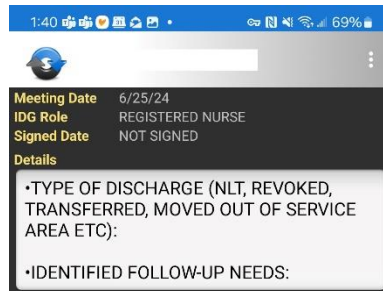 1:40
69%
Meeting Date 6/25/24
IDG Role REGISTERED NURSE
Signed Date NOT SIGNED
Details
•TYPE OF DISCHARGE (NLT, REVOKED,
TRANSFERRED, MOVED OUT OF SERVICE
AREA ETC):
•IDENTIFIED FOLLOW-UP NEEDS: